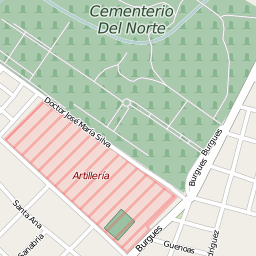 Cementerio
Del Norte
Doctor José María Silva
Burgues
Burgues
Artillería
Santa Ana
Sanabria
Burgues
Guenoas